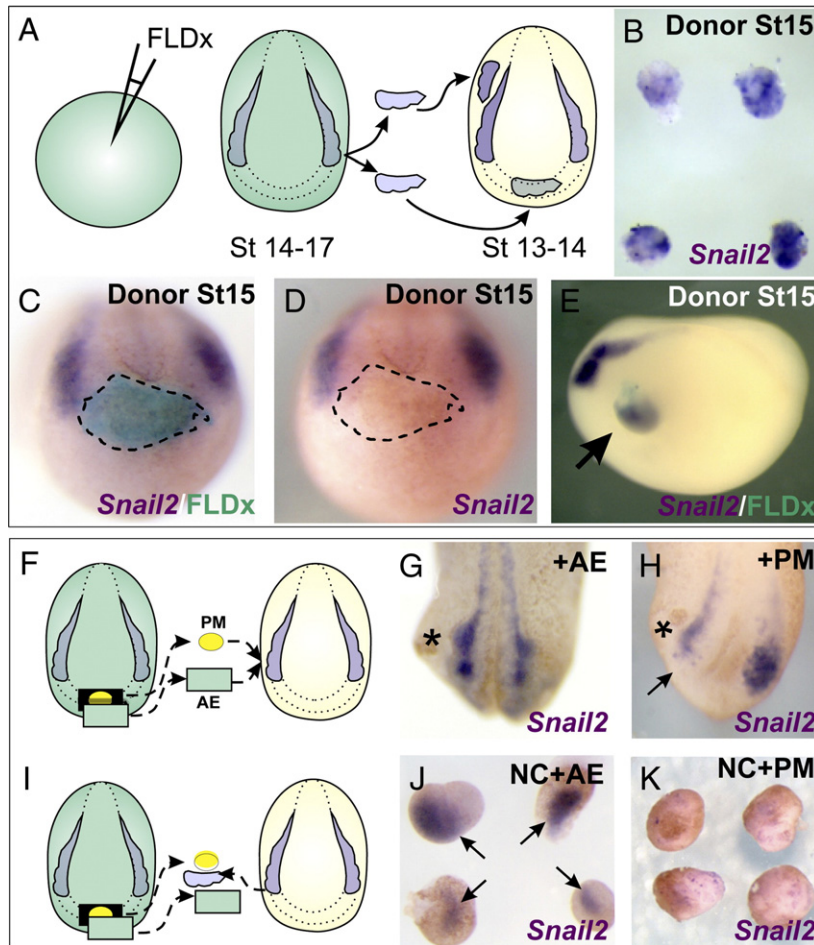 A
FLDx
St 14-17
St 13-14
B
Donor St15
Snail2
C
Donor St15
Snail2/FLDx
D
Donor St15
Snail2
E
Donor St15
Snail2/FLDx
F
PM
AE
G
+AE
*
Snail2
H
+PM
*
Snail2
I
J
NC+AE
Snail2
K
NC+PM
Snail2